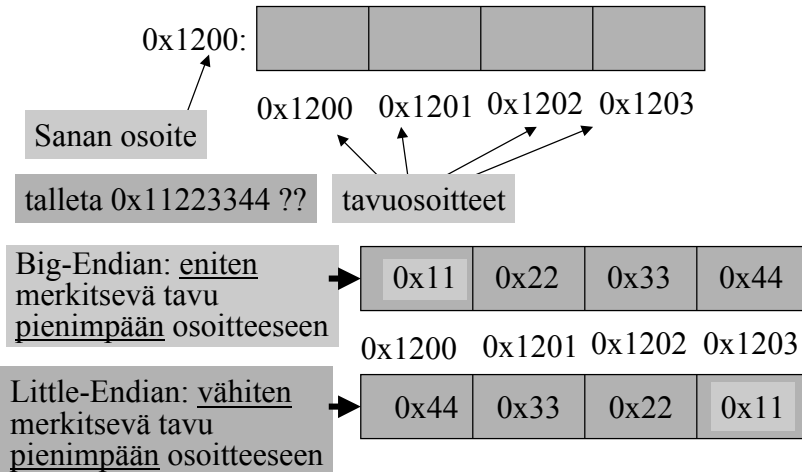 0x1200:
0x1200 0x1201 0x1202 0x1203
Sanan osoite
talleta 0x11223344 ??
tavuosoitteet
Big-Endian: eniten
merkitsevä tavu
pienimpään osoitteeseen
0x11 0x22 0x33 0x44
0x1200 0x1201 0x1202 0x1203
Little-Endian: vähiten
merkitsevä tavu
pienimpään osoitteeseen
0x44 0x33 0x22 0x11